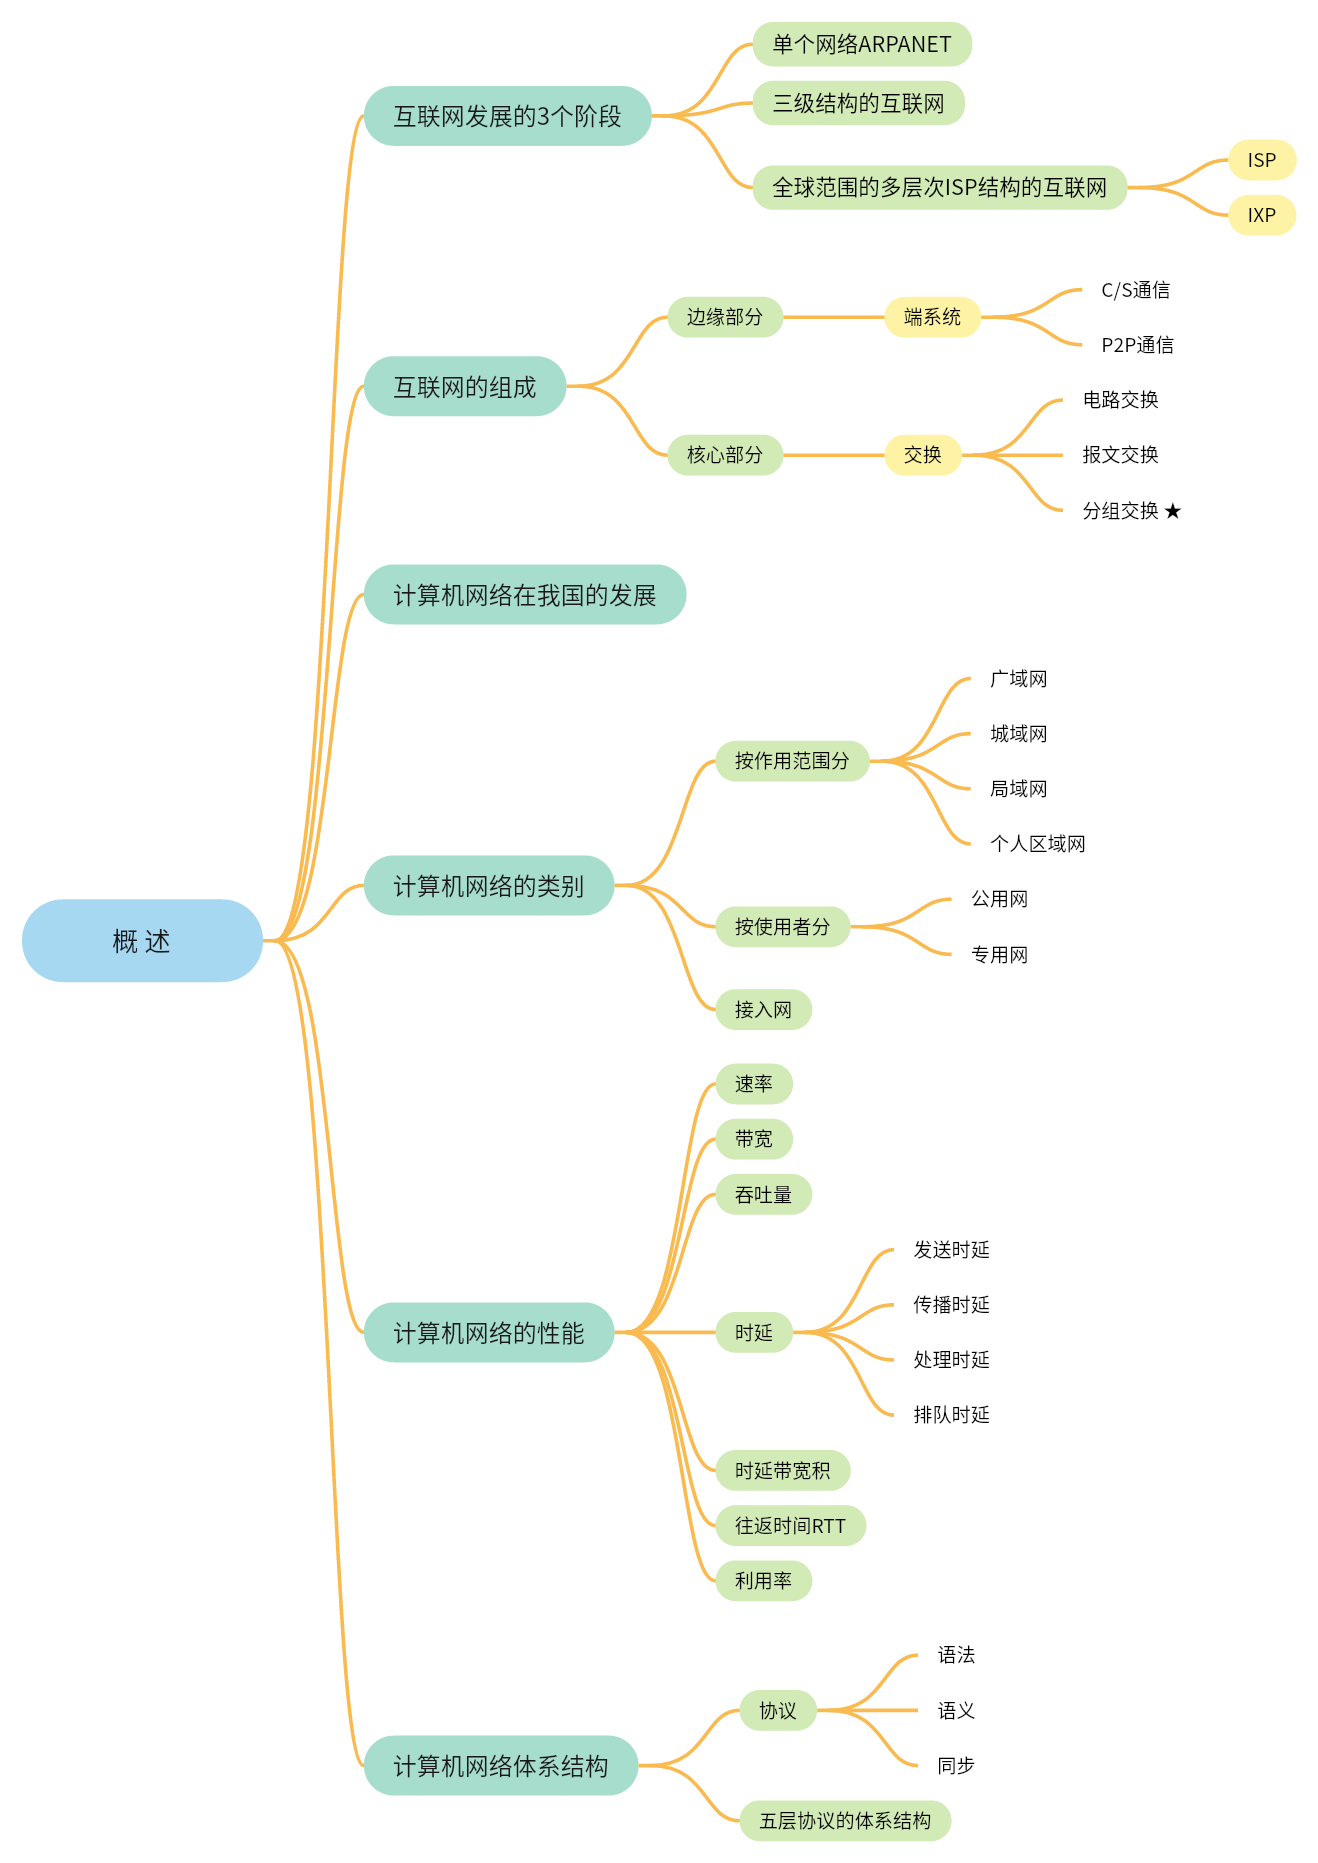 概 述
互联网发展的3个阶段
单个网络ARPANET
三级结构的互联网
全球范围的多层次ISP结构的互联网
ISP
IXP
互联网的组成
边缘部分
端系统
C/S通信
P2P通信
核心部分
交换
电路交换
报文交换
分组交换 ★
计算机网络在我国的发展
计算机网络的类别
按作用范围分
广域网
城域网
局域网
个人区域网
按使用者分
公用网
专用网
接入网
计算机网络的性能
速率
带宽
吞吐量
时延
发送时延
传播时延
处理时延
排队时延
时延带宽积
往返时间RTT
利用率
计算机网络体系结构
协议
语法
语义
同步
五层协议的体系结构